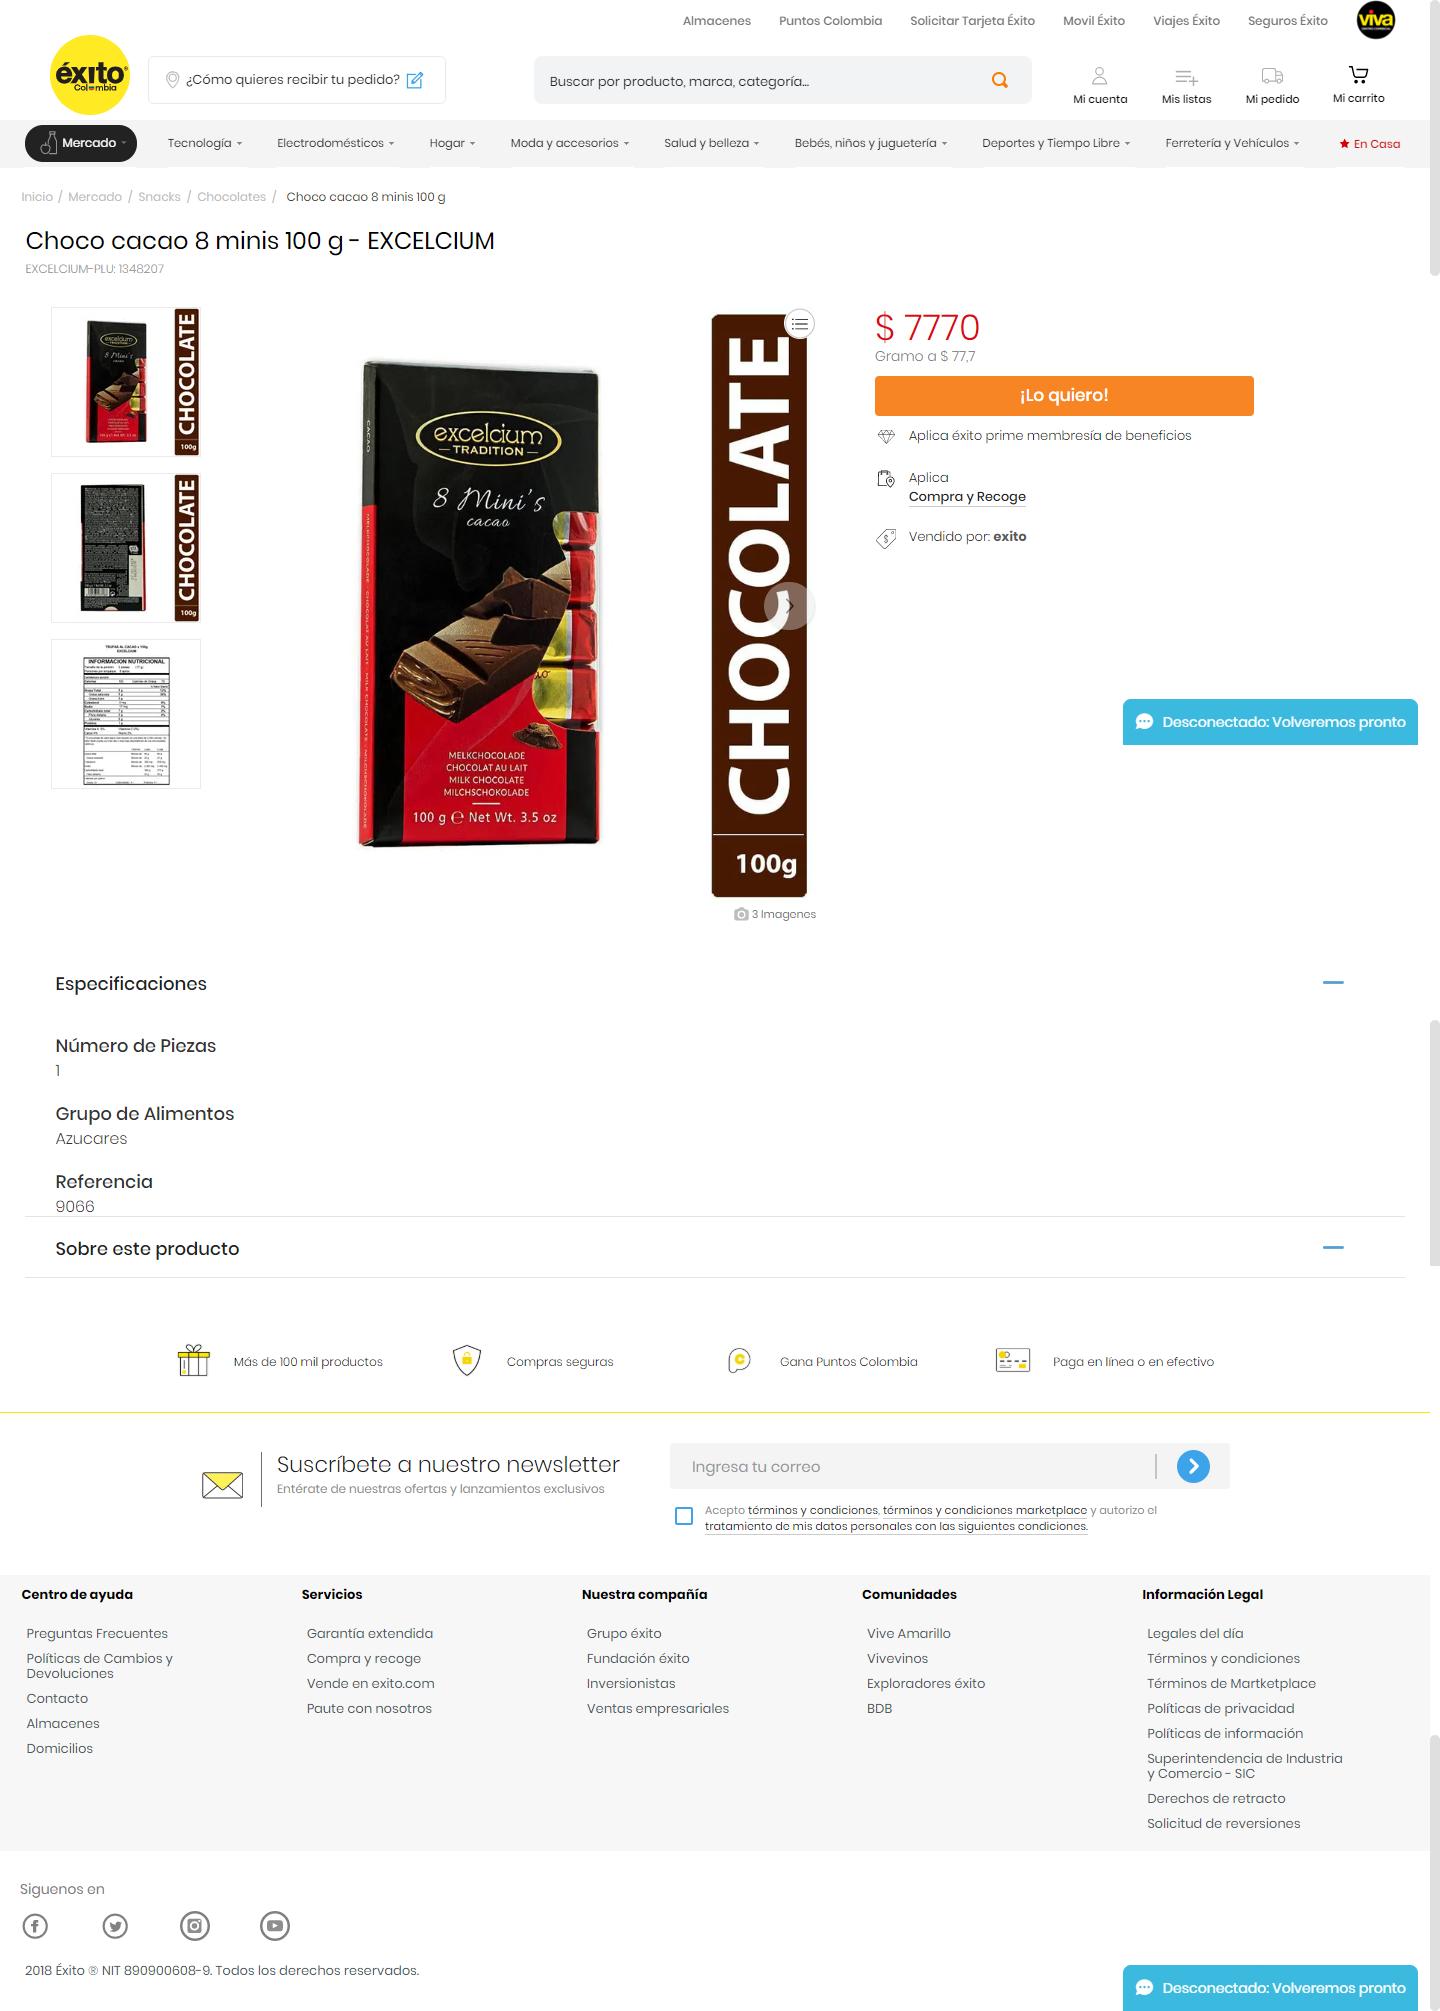 Almacenes Puntos Colombia Solicitar Tarjeta Éxito Movil Éxito Viajes Éxito Seguros Éxito viva
éxito
Colombia
¿Cómo quieres recibir tu pedido?
Buscar por producto, marca, categoría...
Mi cuenta Mis listas Mi pedido Mi carrito
Mercado Tecnología Electrodomésticos Hogar Moda y accesorios Salud y belleza Bebés, niños y juguetería Deportes y Tiempo Libre Ferretería y Vehículos En Casa
Inicio / Mercado / Snacks / Chocolates / Choco cacao 8 minis 100 g
Choco cacao 8 minis 100 g - EXCELCIUM
EXCELCIUM-PLU: 1348207
CHOCOLATE
100g
CHOCOLATE
100g
INFORMACION NUTRICIONAL
excelcium
TRADITION
8 Mini's
cacao
CACAO
MELKCHOCOLADE
CHOCOLAT AU LAIT
MILK CHOCOLATE
MILCHSCHOKOLADE
100 g ℮ Net Wt. 3.5 oz
CHOCOLATE
100g
3 Imagenes
$ 7770
Gramo a $ 77,7
¡Lo quiero!
Aplica éxito prime membresía de beneficios
Aplica
Compra y Recoge
Vendido por: exito
Desconectado: Volveremos pronto
Especificaciones
Número de Piezas
1
Grupo de Alimentos
Azucares
Referencia
9066
Sobre este producto
Más de 100 mil productos
Compras seguras
Gana Puntos Colombia
Paga en línea o en efectivo
Suscríbete a nuestro newsletter
Entérate de nuestras ofertas y lanzamientos exclusivos
Ingresa tu correo
Acepto términos y condiciones, términos y condiciones marketplace y autorizo el
tratamiento de mis datos personales con las siguientes condiciones.
Centro de ayuda
Preguntas Frecuentes
Políticas de Cambios y
Devoluciones
Contacto
Almacenes
Domicilios
Servicios
Garantía extendida
Compra y recoge
Vende en exito.com
Paute con nosotros
Nuestra compañía
Grupo éxito
Fundación éxito
Inversionistas
Ventas empresariales
Comunidades
Vive Amarillo
Vivevinos
Exploradores éxito
BDB
Información Legal
Legales del día
Términos y condiciones
Términos de Martketplace
Políticas de privacidad
Políticas de información
Superintendencia de Industria
y Comercio - SIC
Derechos de retracto
Solicitud de reversiones
Siguenos en
2018 Éxito ® NIT 890900608-9. Todos los derechos reservados.
Desconectado: Volveremos pronto